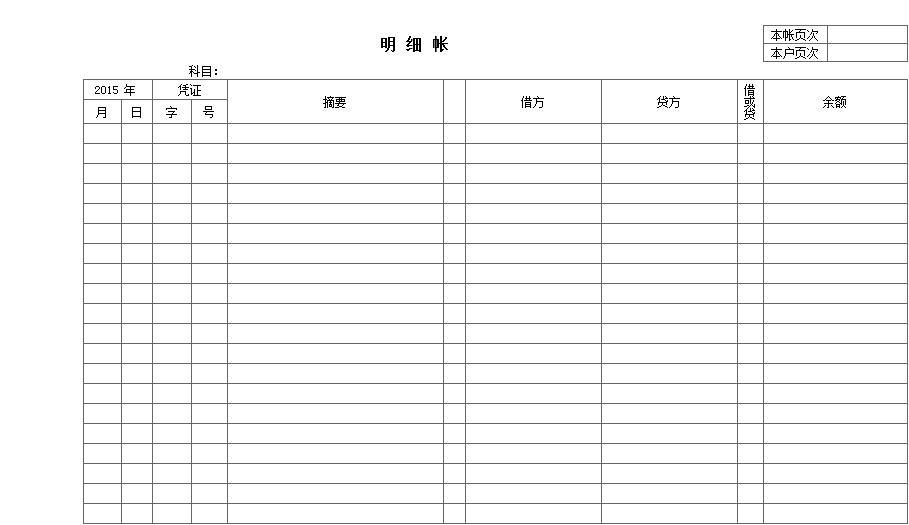 明 细 帐
本帐页次
本户页次
科目:
2015 年 凭证 摘要 借方 贷方 借或贷 余额
月 日 字 号